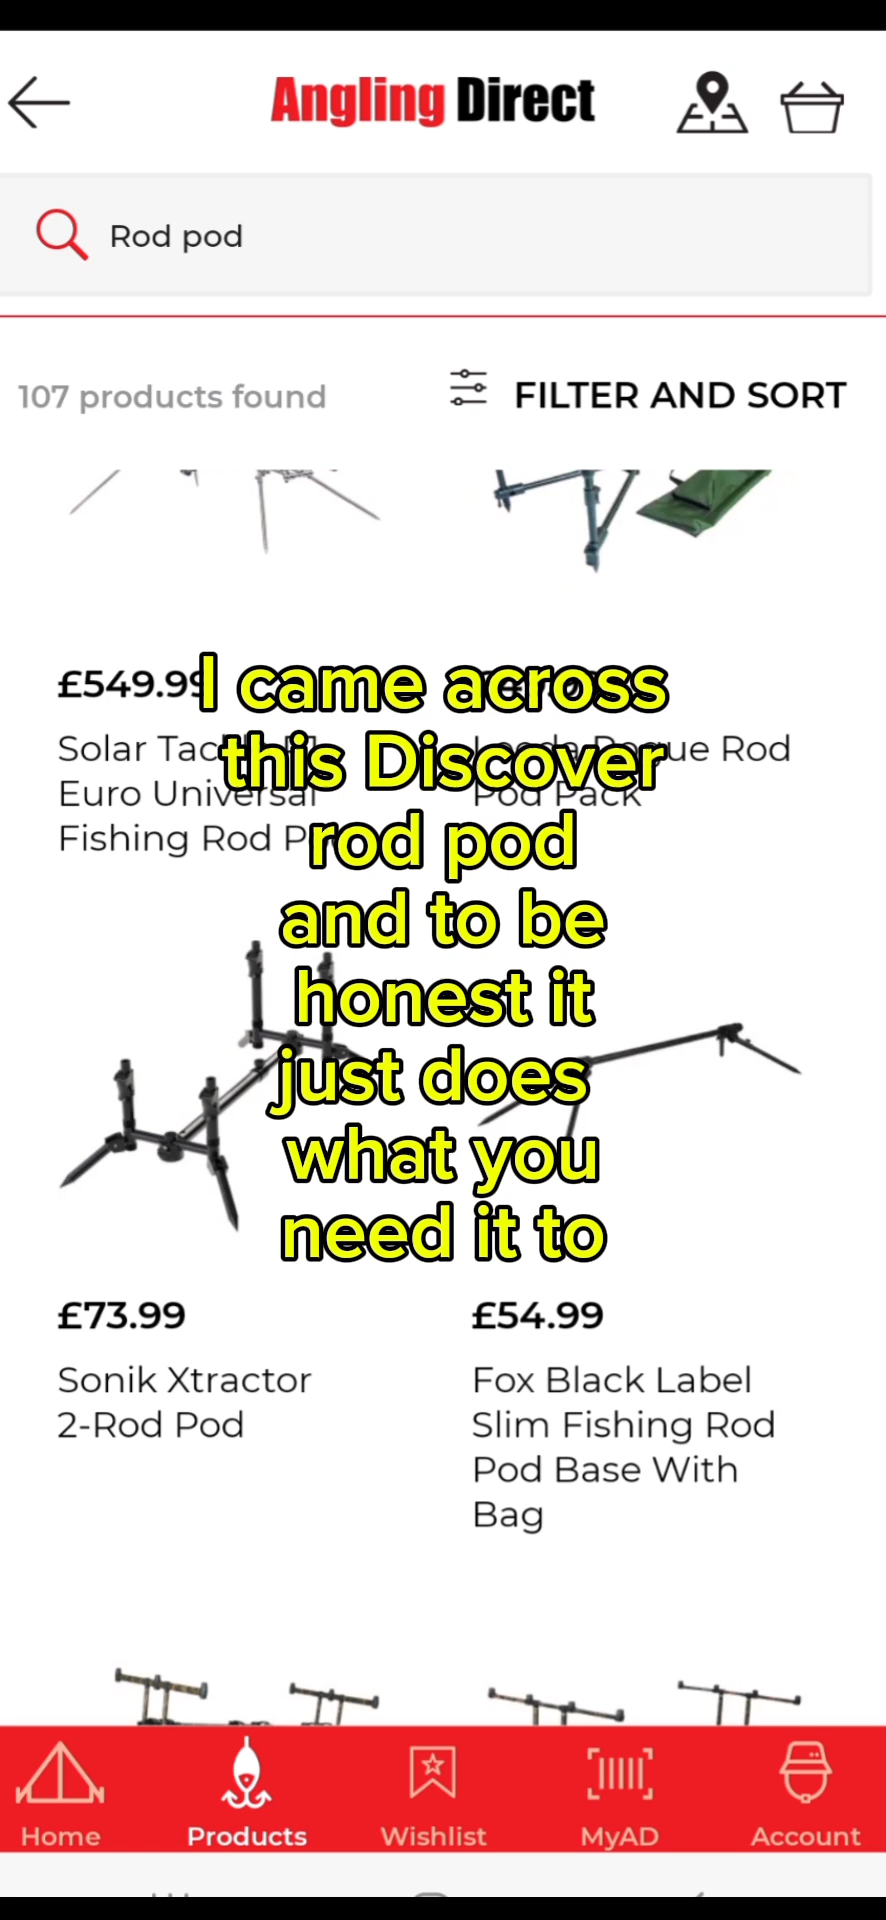 Angling Direct
Rod pod
107 products found
FILTER AND SORT
£549.99
I came across
this Discover
rod pod
and to be
honest it
just does
what you
need it to
Solar Tackle P1
Euro Universal
Fishing Rod P
Rogue Rod
Pod Pack
£73.99
Sonik Xtractor
2-Rod Pod
£54.99
Fox Black Label
Slim Fishing Rod
Pod Base With
Bag
Home
Products
Wishlist
MyAD
Account